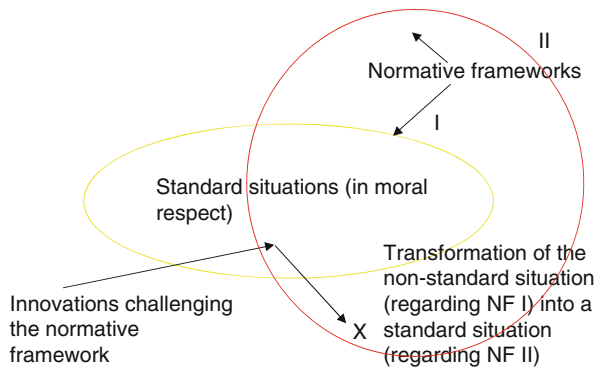 II
Normative frameworks
I
Standard situations (in moral
respect)
Transformation of the
non-standard situation
(regarding NF I) into a
standard situation
(regarding NF II)
Innovations challenging
the normative
framework
X